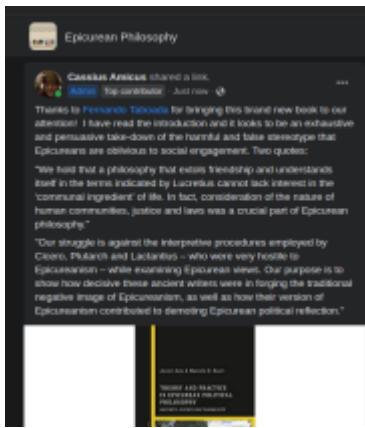 Epicurean Philosophy
Cassius Amicus shared a link.
Admin Top contributor · Just now ·
Thanks to Fernando Taboada for bringing this brand new book to our
attention! I have read the introduction and it looks to be an exhaustive
and persuasive take-down of the harmful and false stereotype that
Epicureans are oblivious to social engagement. Two quotes:
"We hold that a philosophy that extols friendship and understands
itself in the terms indicated by Lucretius cannot lack interest in the
'communal ingredient' of life. In fact, consideration of the nature of
human communities, justice and laws was a crucial part of Epicurean
philosophy."
"Our struggle is against the interpretive procedures employed by
Cicero, Plutarch and Lactantius – who were very hostile to
Epicureanism – while examining Epicurean views. Our purpose is to
show how decisive these ancient writers were in forging the traditional
negative image of Epicureanism, as well as how their version of
Epicureanism contributed to demoting Epicurean political reflection."
THEORY AND PRACTICE
IN EPICUREAN POLITICAL
PHILOSOPHY